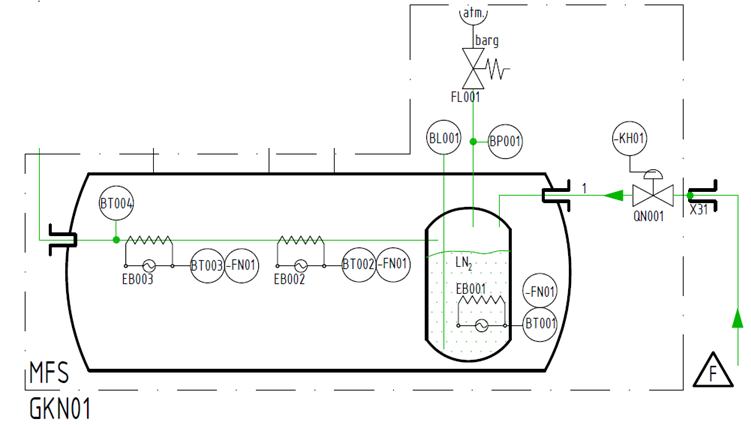 atm.
barg
FL001
BL001
BP001
-KH01
1
QN001
X31
BT004
BT003
-FN01
EB003
BT002
-FN01
EB002
LN₂
EB001
-FN01
BT001
F
MFS
GKN01